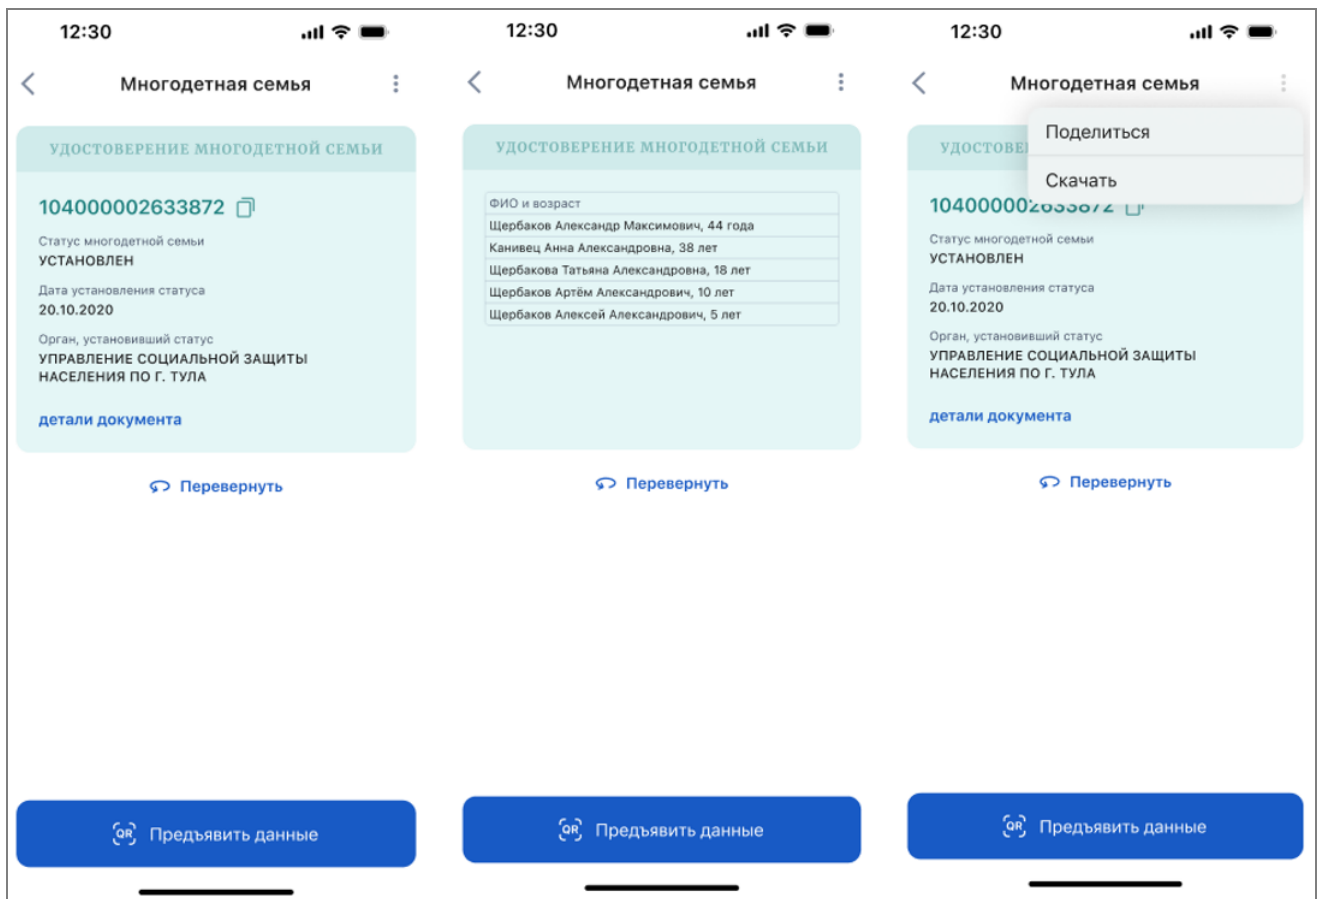 12:30
Многодетная семья
УДОСТОВЕРЕНИЕ МНОГОДЕТНОЙ СЕМЬИ
104000002633872
Статус многодетной семьи
УСТАНОВЛЕН
Дата установления статуса
20.10.2020
Орган, установивший статус
УПРАВЛЕНИЕ СОЦИАЛЬНОЙ ЗАЩИТЫ
НАСЕЛЕНИЯ ПО Г. ТУЛА
детали документа
Перевернуть
QR Предъявить данные
12:30
Многодетная семья
УДОСТОВЕРЕНИЕ МНОГОДЕТНОЙ СЕМЬИ
ФИО и возраст
Щербаков Александр Максимович, 44 года
Канивец Анна Александровна, 38 лет
Щербакова Татьяна Александровна, 18 лет
Щербаков Артём Александрович, 10 лет
Щербаков Алексей Александрович, 5 лет
Перевернуть
QR Предъявить данные
12:30
Многодетная семья
Поделиться
Скачать
УДОСТОВЕ
104000002633872
Статус многодетной семьи
УСТАНОВЛЕН
Дата установления статуса
20.10.2020
Орган, установивший статус
УПРАВЛЕНИЕ СОЦИАЛЬНОЙ ЗАЩИТЫ
НАСЕЛЕНИЯ ПО Г. ТУЛА
детали документа
Перевернуть
QR Предъявить данные